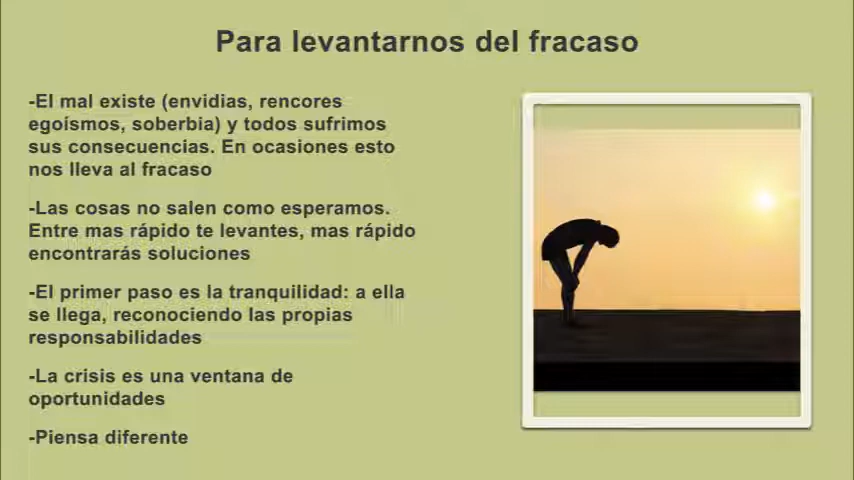 Para levantarnos del fracaso
-El mal existe (envidias, rencores
egoísmos, soberbia) y todos sufrimos
sus consecuencias. En ocasiones esto
nos lleva al fracaso
-Las cosas no salen como esperamos.
Entre mas rápido te levantes, mas rápido
encontrarás soluciones
-El primer paso es la tranquilidad: a ella
se llega, reconociendo las propias
responsabilidades
-La crisis es una ventana de
oportunidades
-Piensa diferente